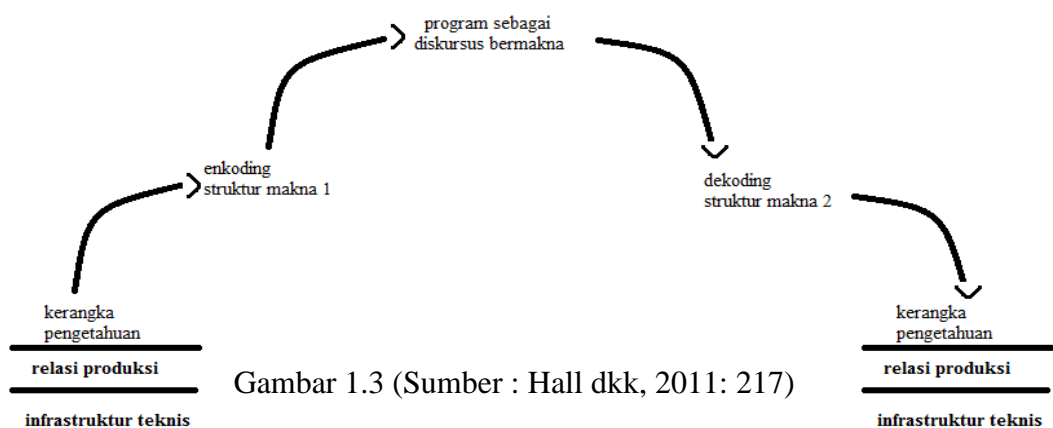 program sebagai
diskursus bermakna
enkoding
struktur makna 1
dekoding
struktur makna 2
kerangka
pengetahuan
relasi produksi
infrastruktur teknis
kerangka
pengetahuan
relasi produksi
infrastruktur teknis
Gambar 1.3 (Sumber : Hall dkk, 2011: 217)